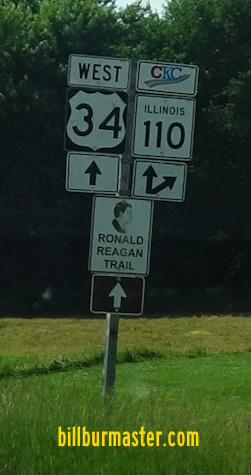 WEST
34
CKC
ILLINOIS
110
RONALD
REAGAN
TRAIL
billburmaster.com